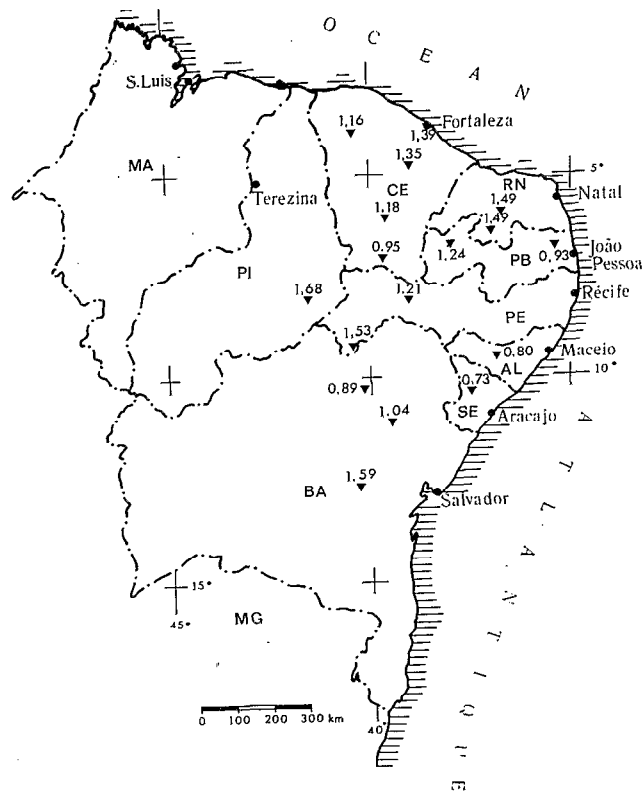 OCEAN
S.Luis
Fortaleza
1,16
1,39
MA
1,35
5°
CE
RN
Terezina
Natal
1,49
1,18
1,49
João
Pessoa
0.95
1,24
PB
0,93
PI
Récife
1,68
1,21
PE
1,53
0,80
Maceio
AL
10°
0,89
0,73
SE
Aracajo
1,04
ATLANTIQUE
1,59
BA
Salvador
15°
45°
MG
0 100 200 300 km
40°